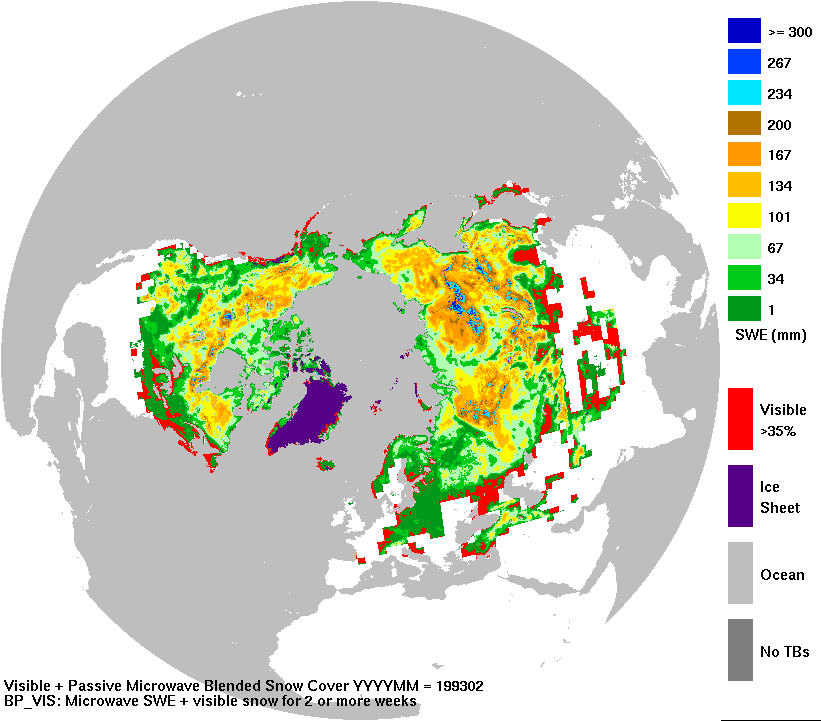 >= 300
267
234
200
167
134
101
67
34
1
SWE (mm)
Visible
>35%
Ice
Sheet
Ocean
No TBs
Visible + Passive Microwave Blended Snow Cover YYYYMM = 199302
BP_VIS: Microwave SWE + visible snow for 2 or more weeks